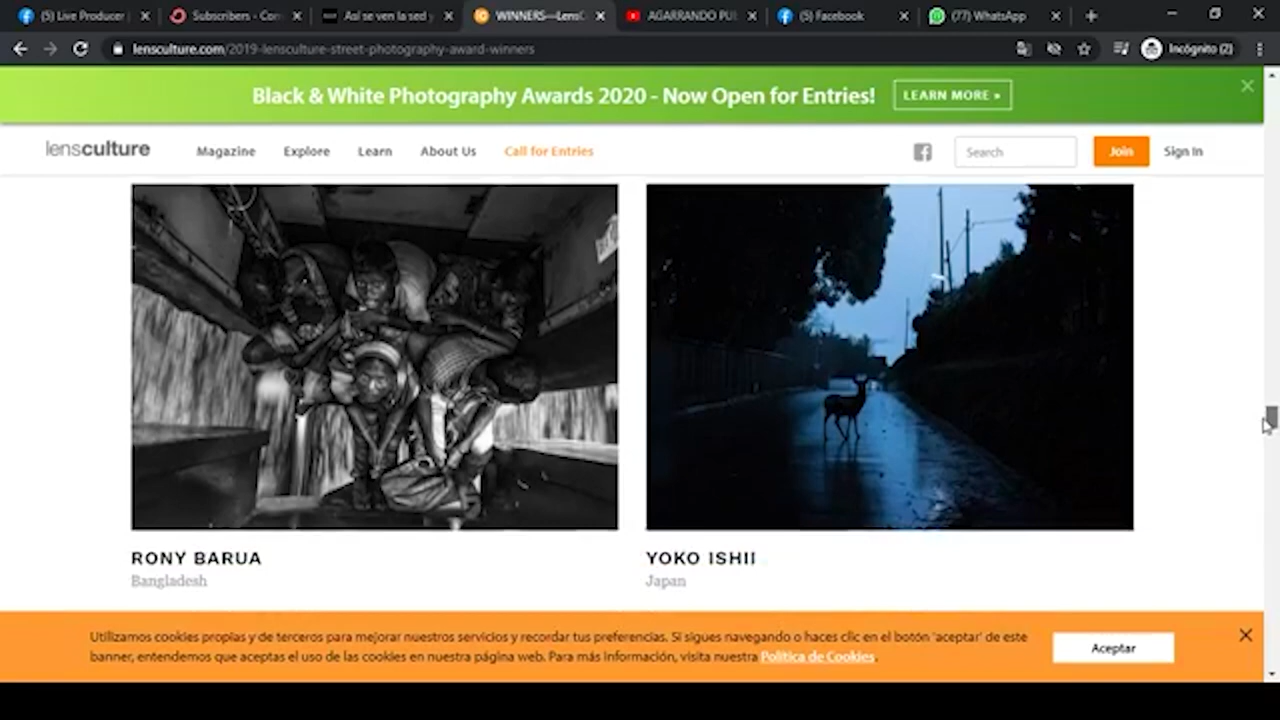 (5) Live Producer
Subscribers - Con
Así se ven la sed y
WINNERS—LensC
AGARRANDO PU
(5) Facebook
(77) WhatsApp
lensculture.com/2019-lensculture-street-photography-award-winners
Incógnito (2)
Black & White Photography Awards 2020 - Now Open for Entries!
LEARN MORE »
lensculture
Magazine
Explore
Learn
About Us
Call for Entries
Search
Join
Sign In
RONY BARUA
Bangladesh
YOKO ISHII
Japan
Utilizamos cookies propias y de terceros para mejorar nuestros servicios y recordar tus preferencias. Si sigues navegando o haces clic en el botón 'aceptar' de este
banner, entendemos que aceptas el uso de las cookies en nuestra página web. Para más información, visita nuestra Política de Cookies.
Aceptar